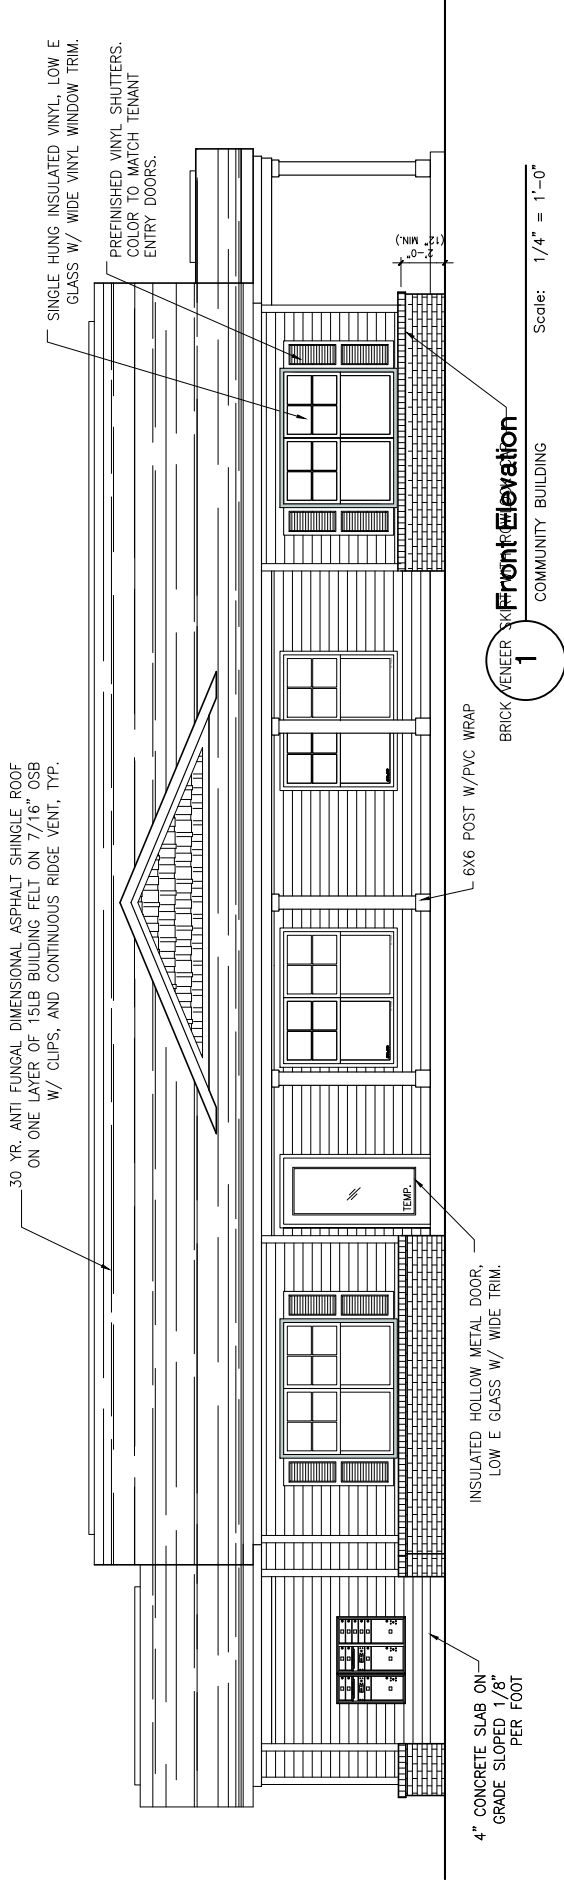 30 YR. ANTI FUNGAL DIMENSIONAL ASPHALT SHINGLE ROOF
ON ONE LAYER OF 15LB BUILDING FELT ON 7/16" OSB
W/ CLIPS, AND CONTINUOUS RIDGE VENT, TYP.
SINGLE HUNG INSULATED VINYL, LOW E
GLASS W/ WIDE VINYL WINDOW TRIM.
PREFINISHED VINYL SHUTTERS.
COLOR TO MATCH TENANT
ENTRY DOORS.
2'-0"
(12" MIN.)
TEMP.
4" CONCRETE SLAB ON
GRADE SLOPED 1/8"
PER FOOT
INSULATED HOLLOW METAL DOOR,
LOW E GLASS W/ WIDE TRIM.
6X6 POST W/PVC WRAP
BRICK VENEER SKIRT
1
Front Elevation
COMMUNITY BUILDING
Scale: 1/4" = 1'-0"